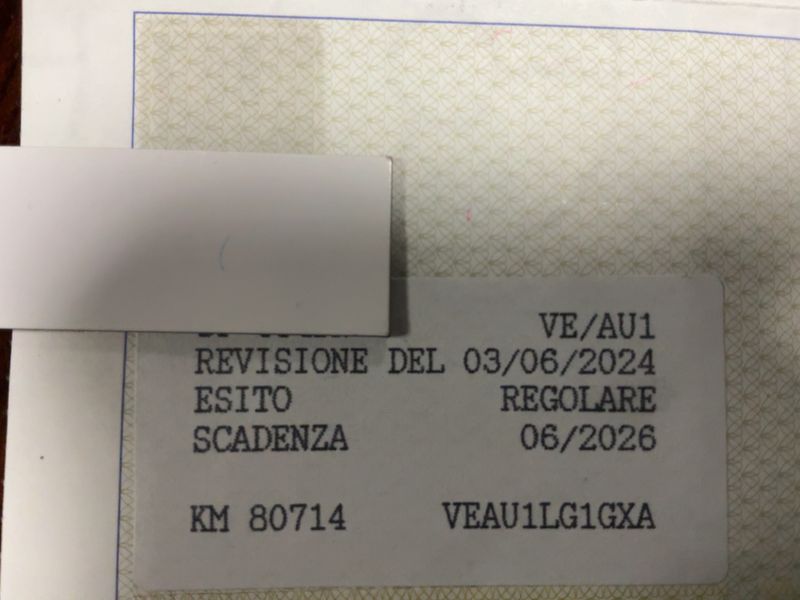 VE/AU1
REVISIONE DEL 03/06/2024
ESITO REGOLARE
SCADENZA 06/2026
KM 80714 VEAU1LG1GXA